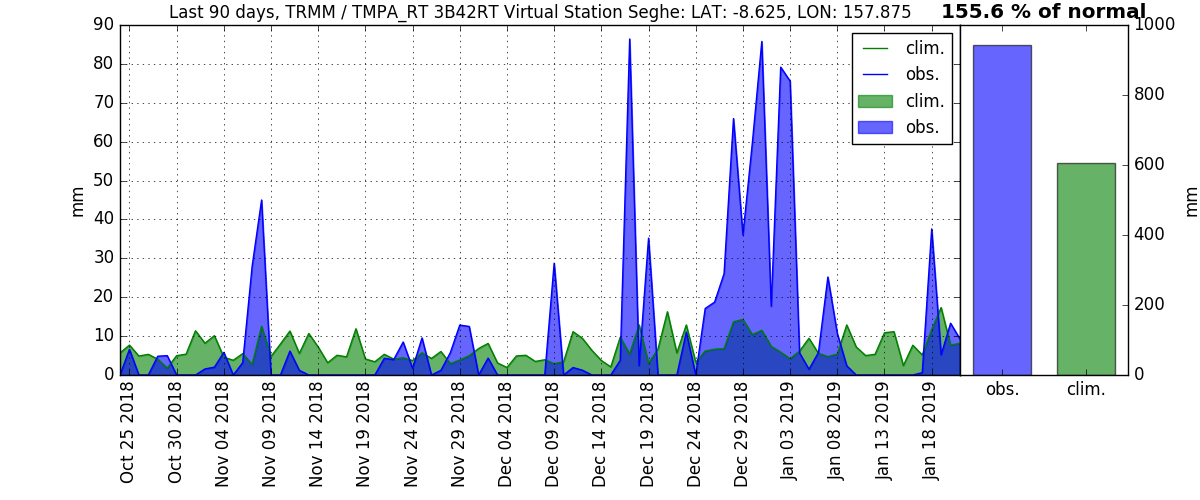 Last 90 days, TRMM / TMPA_RT 3B42RT Virtual Station Seghe: LAT: -8.625, LON: 157.875
155.6 % of normal
90
80
70
60
50
40
30
20
10
0
mm
clim.
obs.
clim.
obs.
Oct 25 2018
Oct 30 2018
Nov 04 2018
Nov 09 2018
Nov 14 2018
Nov 19 2018
Nov 24 2018
Nov 29 2018
Dec 04 2018
Dec 09 2018
Dec 14 2018
Dec 19 2018
Dec 24 2018
Dec 29 2018
Jan 03 2019
Jan 08 2019
Jan 13 2019
Jan 18 2019
1000
800
600
400
200
0
mm
obs.
clim.